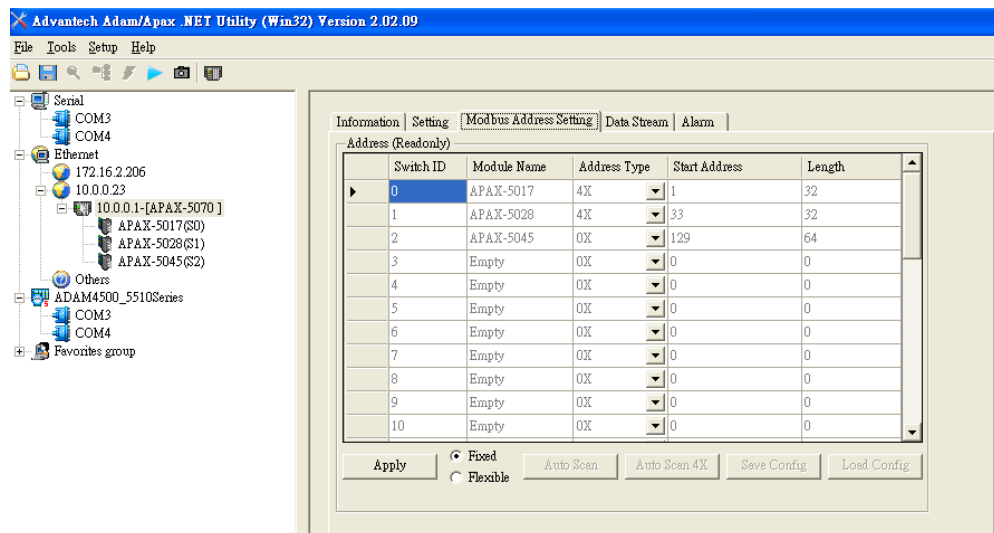 Advantech Adam/Apax .NET Utility (Win32) Version 2.02.09
File Tools Setup Help
Serial
COM3
COM4
Ethernet
172.16.2.206
10.0.0.23
10.0.0.1-[APAX-5070 ]
APAX-5017(S0)
APAX-5028(S1)
APAX-5045(S2)
Others
ADAM4500_5510Series
COM3
COM4
Favorites group
Information Setting Modbus Address Setting Data Stream Alarm
Address (Readonly)
Switch ID Module Name Address Type Start Address Length
0 APAX-5017 4X 1 32
1 APAX-5028 4X 33 32
2 APAX-5045 0X 129 64
3 Empty 0X 0 0
4 Empty 0X 0 0
5 Empty 0X 0 0
6 Empty 0X 0 0
7 Empty 0X 0 0
8 Empty 0X 0 0
9 Empty 0X 0 0
10 Empty 0X 0 0
Apply Fixed Auto Scan Auto Scan 4X Save Config Load Config
Flexible